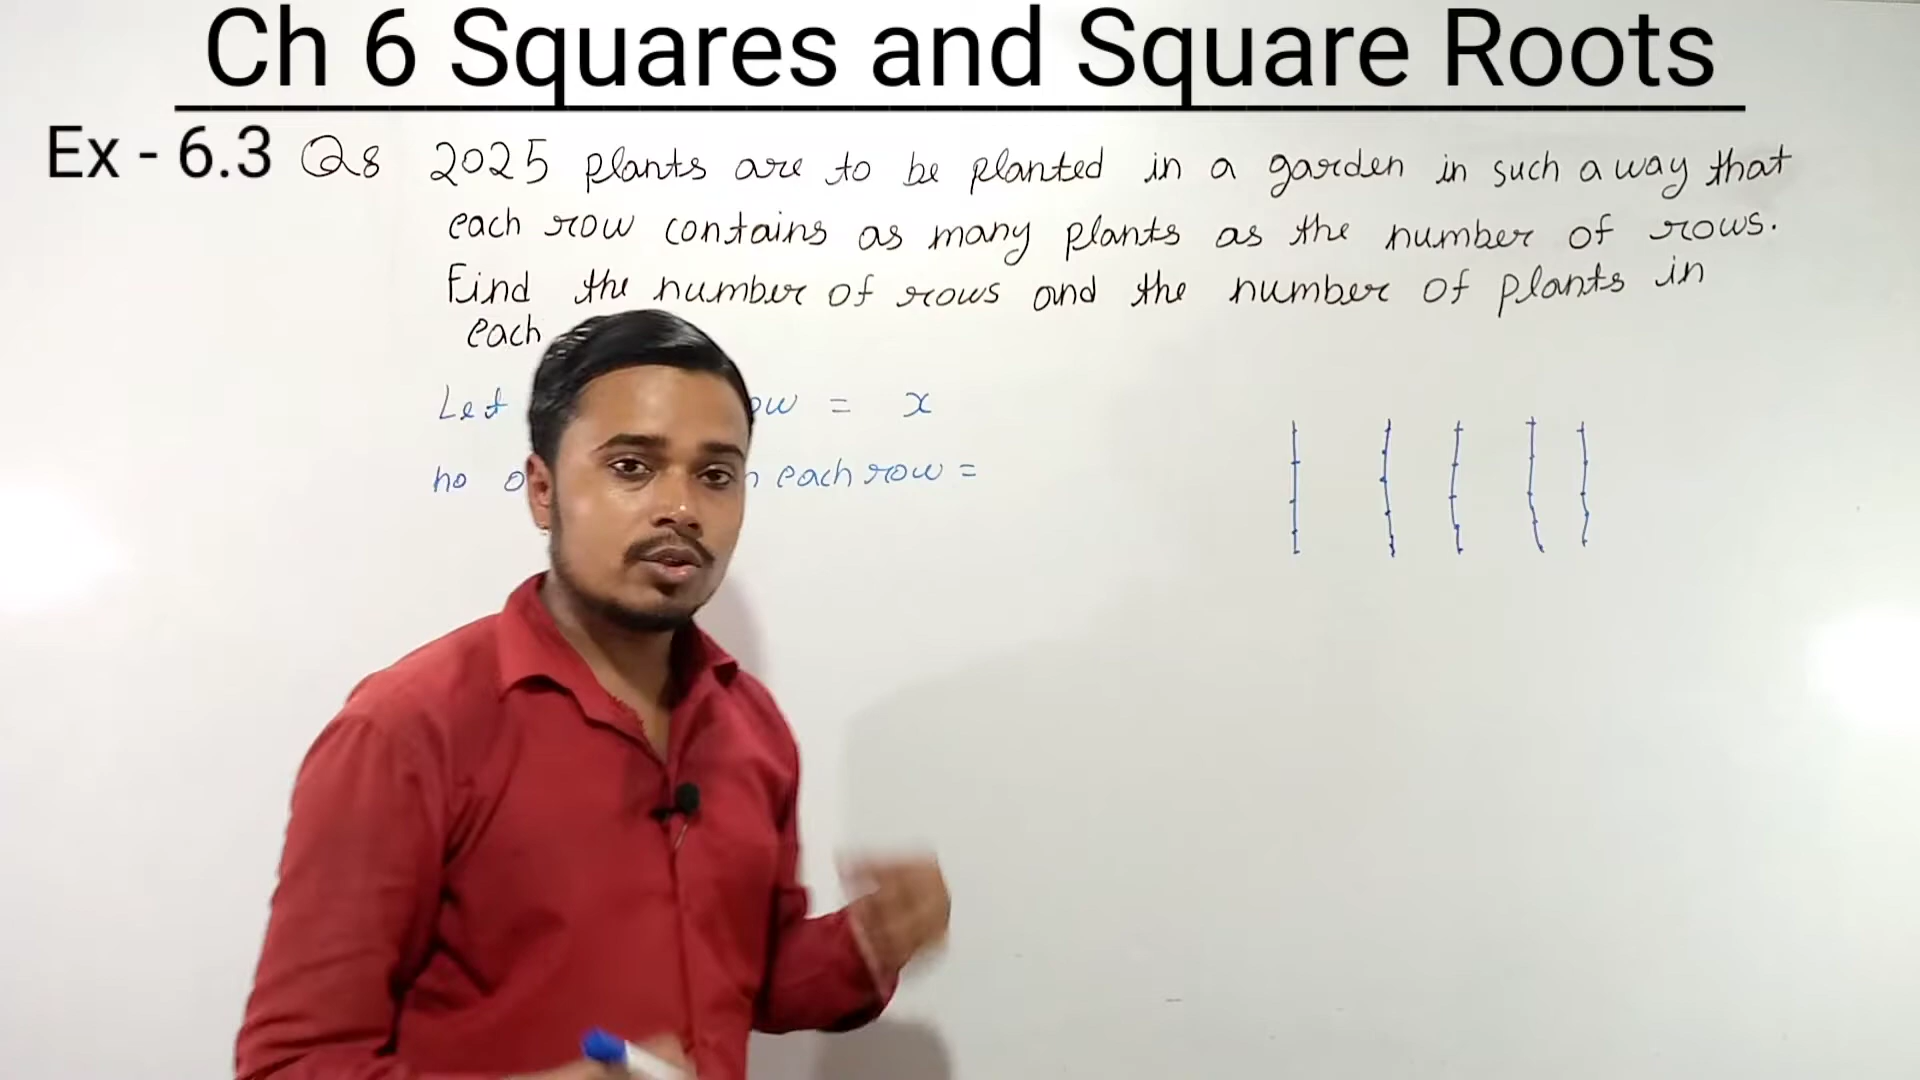 Ch 6 Squares and Square Roots
Ex - 6.3 Q8 2025 plants are to be planted in a garden in such a way that
each row contains as many plants as the number of rows.
Find the number of rows and the number of plants in
each
Let = x
no each row =